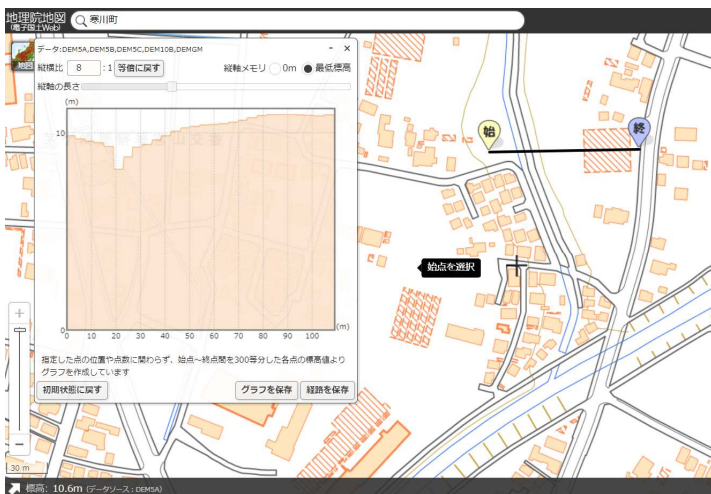 地理院地図
(電子国土Web)
寒川町
地図
データ:DEM5A,DEM5B,DEM5C,DEM10B,DEMGM
- ×
縦横比 8 : 1 等倍に戻す 縦軸メモリ 0m 最低標高
縦軸の長さ
(m)
10
0
0 10 20 30 40 50 60 70 80 90 100 (m)
指定した点の位置や点数に関わらず、始点～終点間を300等分した各点の標高値より
グラフを作成しています
初期状態に戻す グラフを保存 経路を保存
始
終
始点を選択
+
−
30 m
標高: 10.6m (データソース：DEM5A)